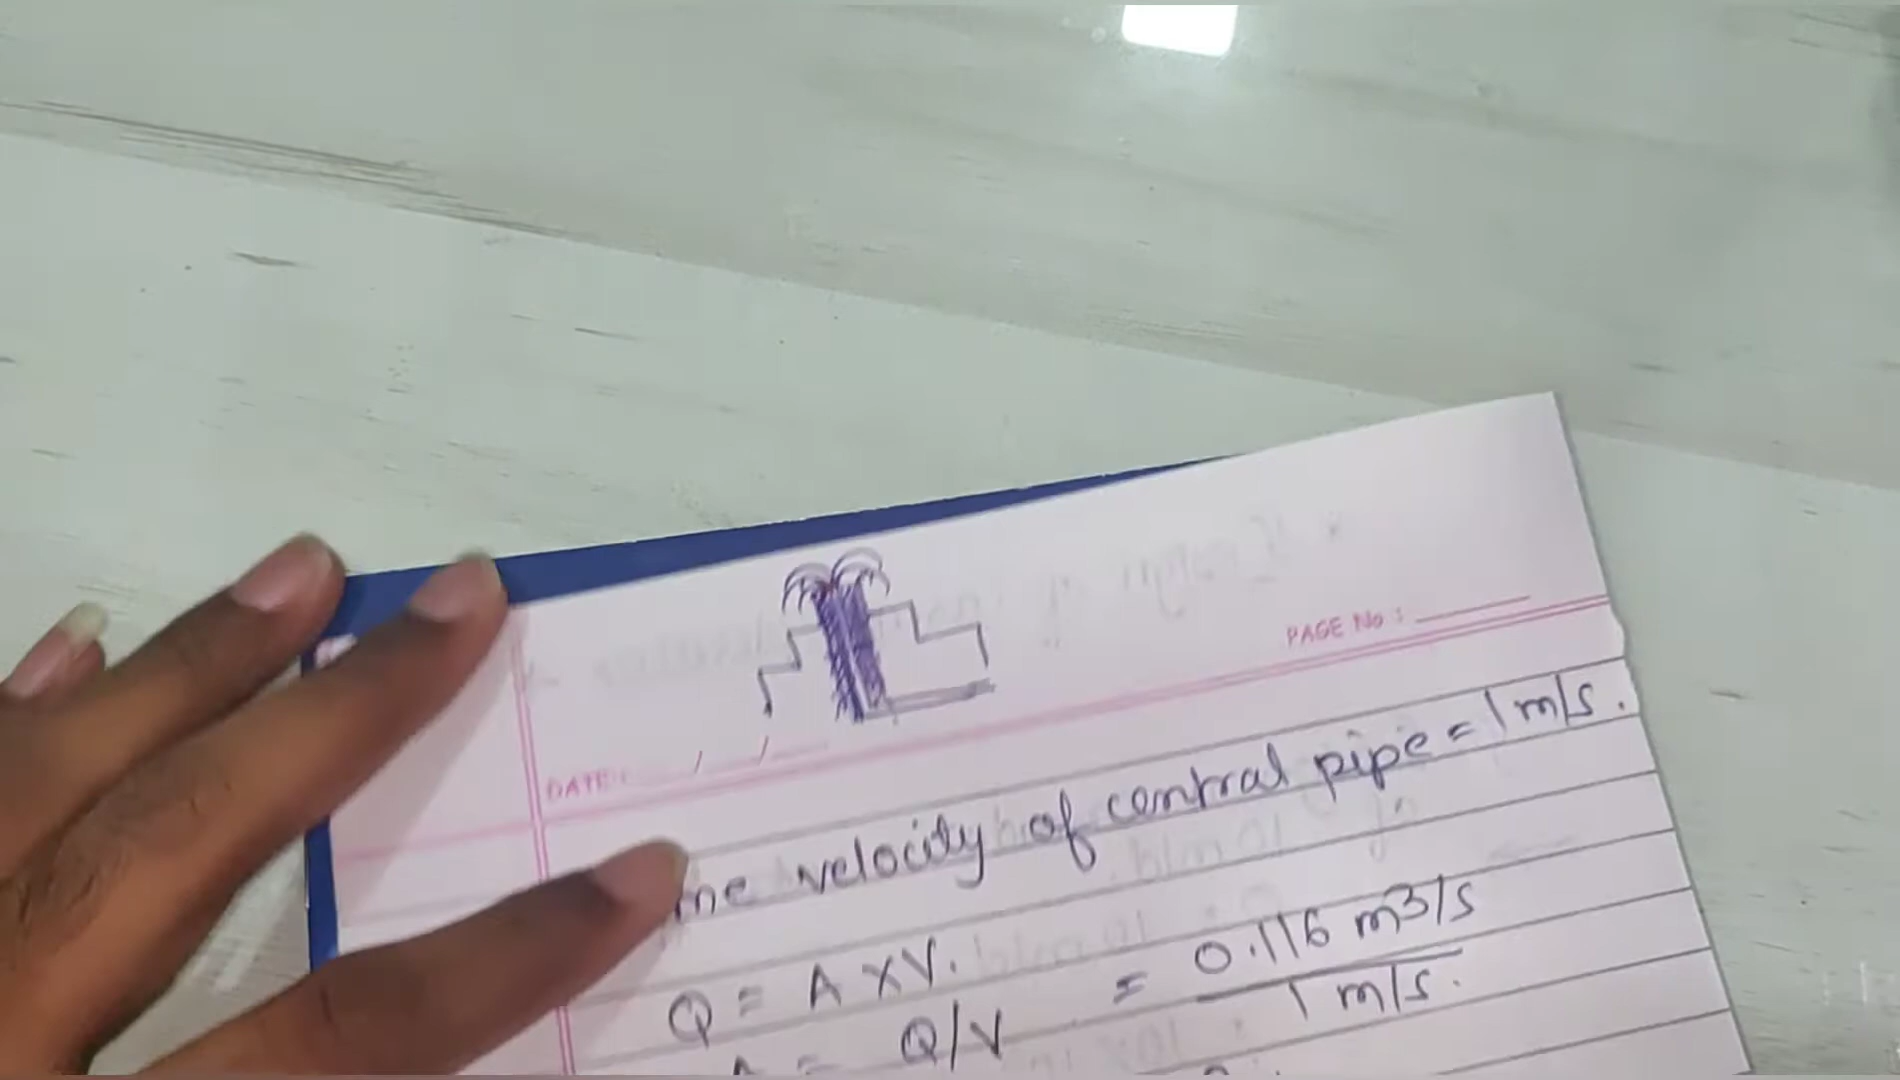 PAGE No :
DATE : / /
velocity of central pipe = 1 m/s.
Q = A x V.
= 0.116 m3/s
1 m/s.
A = Q/V